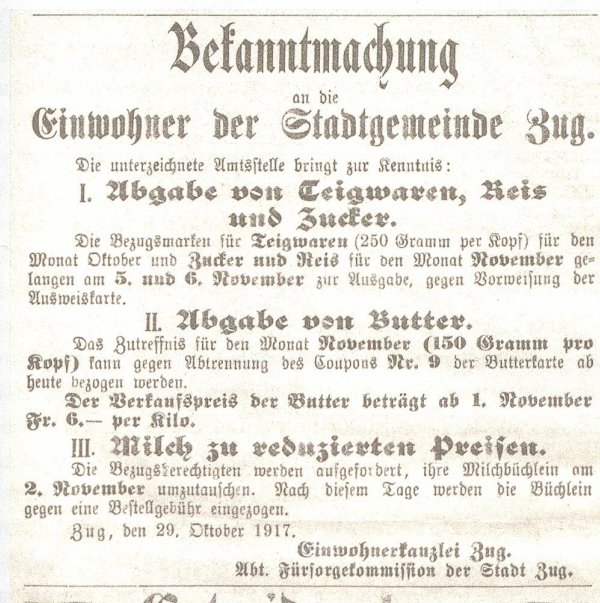 Bekanntmachung
an die
Einwohner der Stadtgemeinde Zug.
Die unterzeichnete Amtsstelle bringt zur Kenntnis:
I. Abgabe von Teigwaren, Reis
und Zucker.
Die Bezugsmarken für Teigwaren (250 Gramm per Kopf) für den
Monat Oktober und Zucker und Reis für den Monat November ge-
langen am 5. und 6. November zur Ausgabe, gegen Vorweisung der
Ausweiskarte.
II. Abgabe von Butter.
Das Zutreffnis für den Monat November (150 Gramm pro
Kopf) kann gegen Abtrennung des Coupons Nr. 9 der Butterkarte ab
heute bezogen werden.
Der Verkaufspreis der Butter beträgt ab 1. November
Fr. 6.— per Kilo.
III. Milch zu reduzierten Preisen.
Die Bezugsberechtigten werden aufgefordert, ihre Milchbüchlein am
2. November umzutauschen. Nach diesem Tage werden die Büchlein
gegen eine Bestellgebühr eingezogen.
Zug, den 29. Oktober 1917.
Einwohnerkanzlei Zug.
Abt. Fürsorgekommission der Stadt Zug.